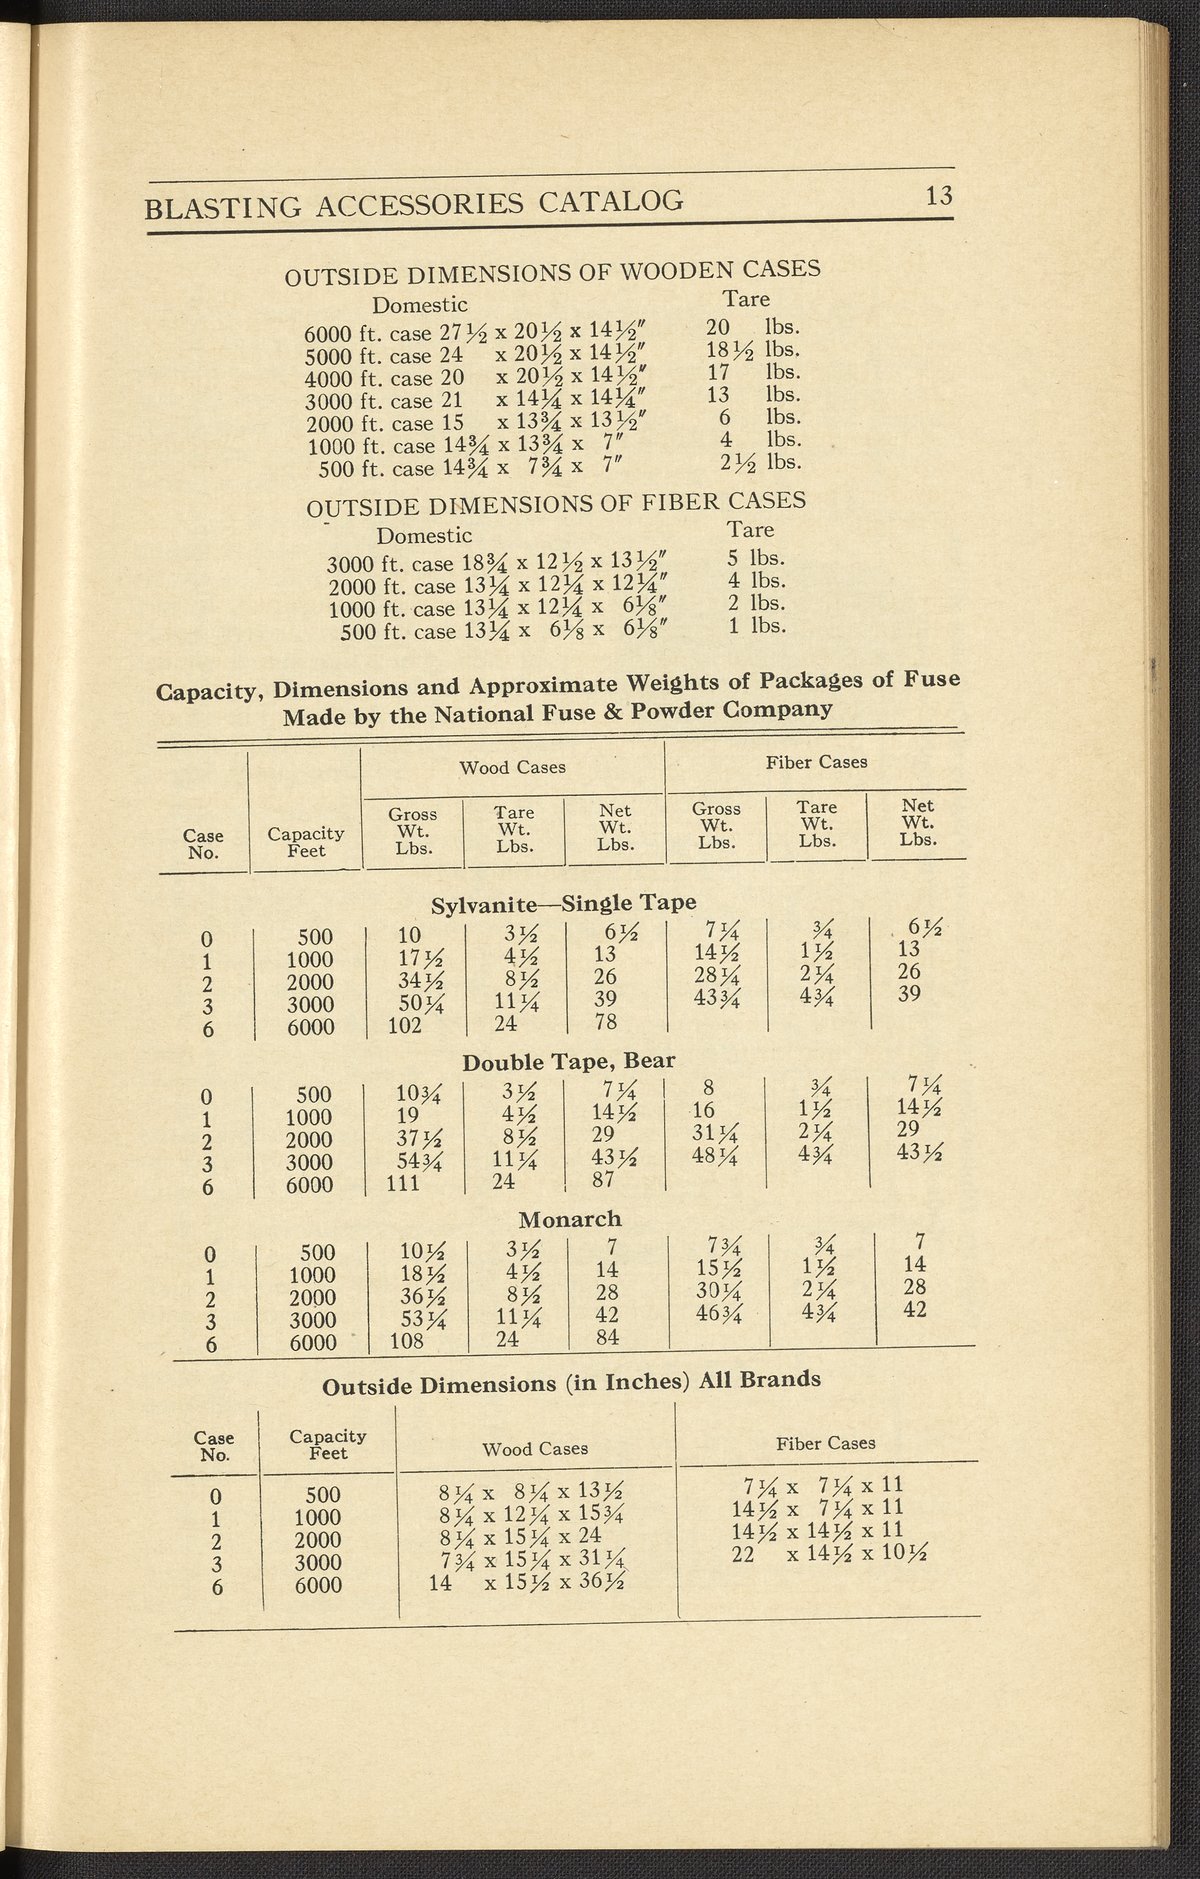 BLASTING ACCESSORIES CATALOG 13
OUTSIDE DIMENSIONS OF WOODEN CASES
Domestic Tare
6000 ft. case 27½ x 20½ x 14½″ 20 lbs.
5000 ft. case 24 x 20½ x 14½″ 18½ lbs.
4000 ft. case 20 x 20½ x 14½″ 17 lbs.
3000 ft. case 21 x 14¼ x 14¼″ 13 lbs.
2000 ft. case 15 x 13¾ x 13½″ 6 lbs.
1000 ft. case 14¾ x 13¾ x 7″ 4 lbs.
500 ft. case 14¾ x 7¾ x 7″ 2½ lbs.
OUTSIDE DIMENSIONS OF FIBER CASES
Domestic Tare
3000 ft. case 18¾ x 12½ x 13½″ 5 lbs.
2000 ft. case 13¼ x 12¼ x 12¼″ 4 lbs.
1000 ft. case 13¼ x 12¼ x 6⅛″ 2 lbs.
500 ft. case 13¼ x 6⅛ x 6⅛″ 1 lbs.
Capacity, Dimensions and Approximate Weights of Packages of Fuse
Made by the National Fuse & Powder Company
Wood Cases Fiber Cases
Case No. Capacity Feet Gross Wt. Lbs. Tare Wt. Lbs. Net Wt. Lbs. Gross Wt. Lbs. Tare Wt. Lbs. Net Wt. Lbs.
Sylvanite—Single Tape
0 500 10 3½ 6½ 7¼ ¾ 6½
1 1000 17½ 4½ 13 14½ 1½ 13
2 2000 34½ 8½ 26 28¼ 2¼ 26
3 3000 50¼ 11¼ 39 43¾ 4¾ 39
6 6000 102 24 78
Double Tape, Bear
0 500 10¾ 3½ 7¼ 8 ¾ 7¼
1 1000 19 4½ 14½ 16 1½ 14½
2 2000 37½ 8½ 29 31¼ 2¼ 29
3 3000 54¾ 11¼ 43½ 48¼ 4¾ 43½
6 6000 111 24 87
Monarch
0 500 10½ 3½ 7 7¾ ¾ 7
1 1000 18½ 4½ 14 15½ 1½ 14
2 2000 36½ 8½ 28 30¼ 2¼ 28
3 3000 53¼ 11¼ 42 46¾ 4¾ 42
6 6000 108 24 84
Outside Dimensions (in Inches) All Brands
Case No. Capacity Feet Wood Cases Fiber Cases
0 500 8¼ x 8¼ x 13½ 7¼ x 7¼ x 11
1 1000 8¼ x 12¼ x 15¾ 14½ x 7¼ x 11
2 2000 8¼ x 15¼ x 24 14½ x 14½ x 11
3 3000 7¾ x 15¼ x 31¼ 22 x 14½ x 10½
6 6000 14 x 15½ x 36½